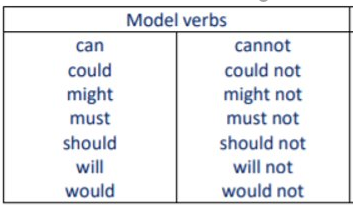 Model verbs
can cannot
could could not
might might not
must must not
should should not
will will not
would would not